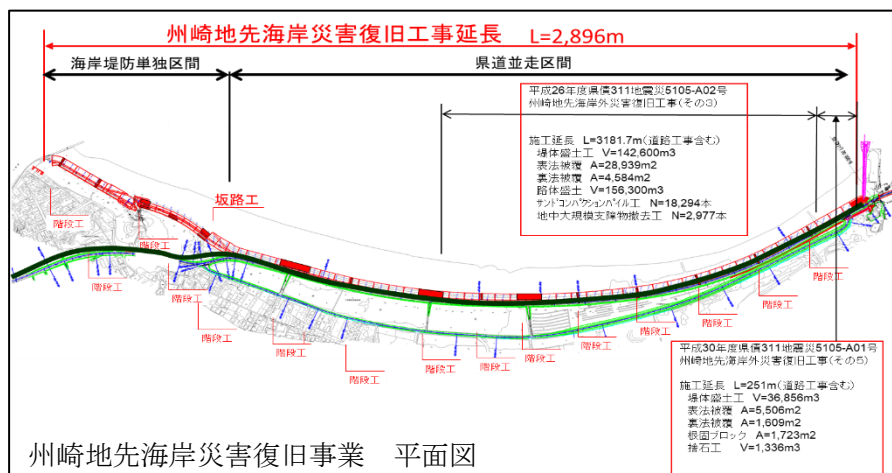 州崎地先海岸災害復旧工事延長 L=2,896m
海岸堤防単独区間
県道並走区間
平成26年度県債311地震災5105-A02号
州崎地先海岸外災害復旧工事(その3)
施工延長 L=3181.7m(道路工事含む)
堤体盛土工 V=142,600m3
表法被覆 A=28,939m2
裏法被覆 A=4,584m2
路体盛土 V=156,300m3
サンドコンパクションパイル工 N=18,294本
地中大規模支障物撤去工 N=2,977本
坂路工
階段工
階段工
階段工
階段工
階段工
階段工
階段工
階段工
階段工
階段工
階段工
階段工
階段工
階段工
平成30年度県債311地震災5105-A01号
州崎地先海岸外災害復旧工事(その5)
施工延長 L=251m(道路工事含む)
堤体盛土工 V=36,856m3
表法被覆 A=5,506m2
裏法被覆 A=1,609m2
根固ブロック A=1,723m2
捨石工 V=1,336m3
州崎地先海岸災害復旧事業 平面図